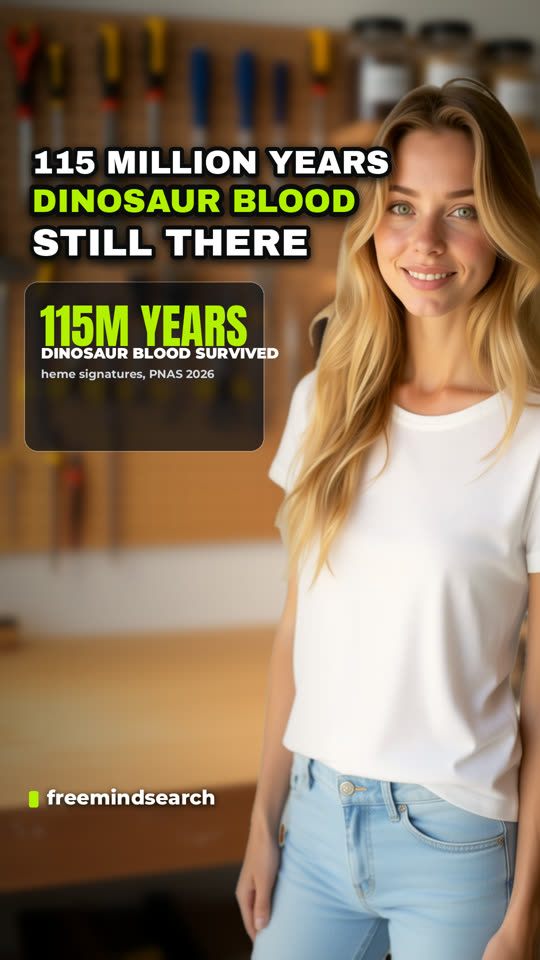 115 MILLION YEARS
DINOSAUR BLOOD
STILL THERE
115M YEARS
DINOSAUR BLOOD SURVIVED
heme signatures, PNAS 2026
freemindsearch